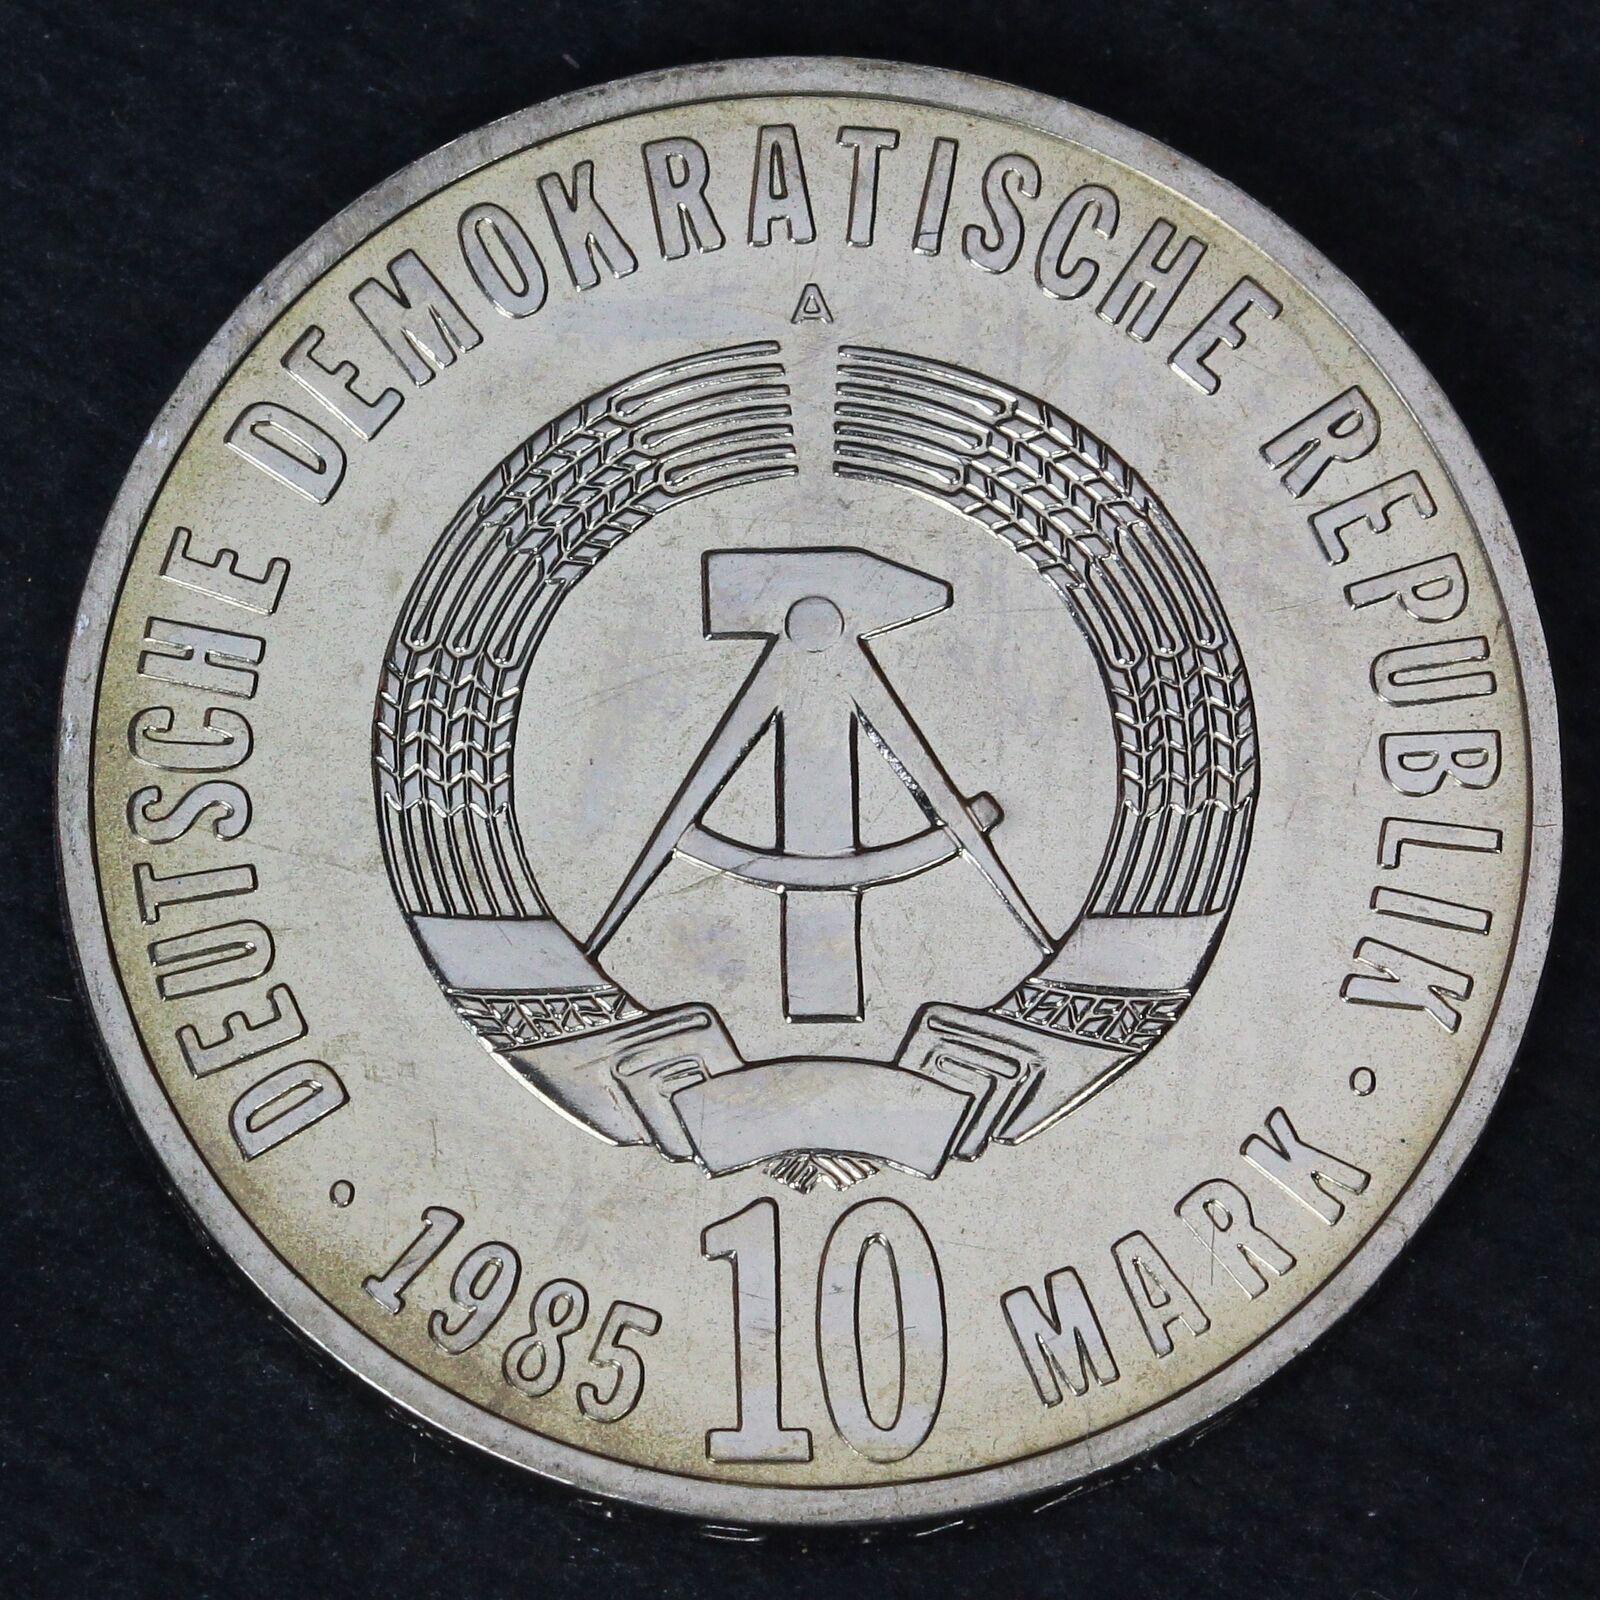 DEUTSCHE DEMOKRATISCHE REPUBLIK
A
· 1985 10 MARK ·